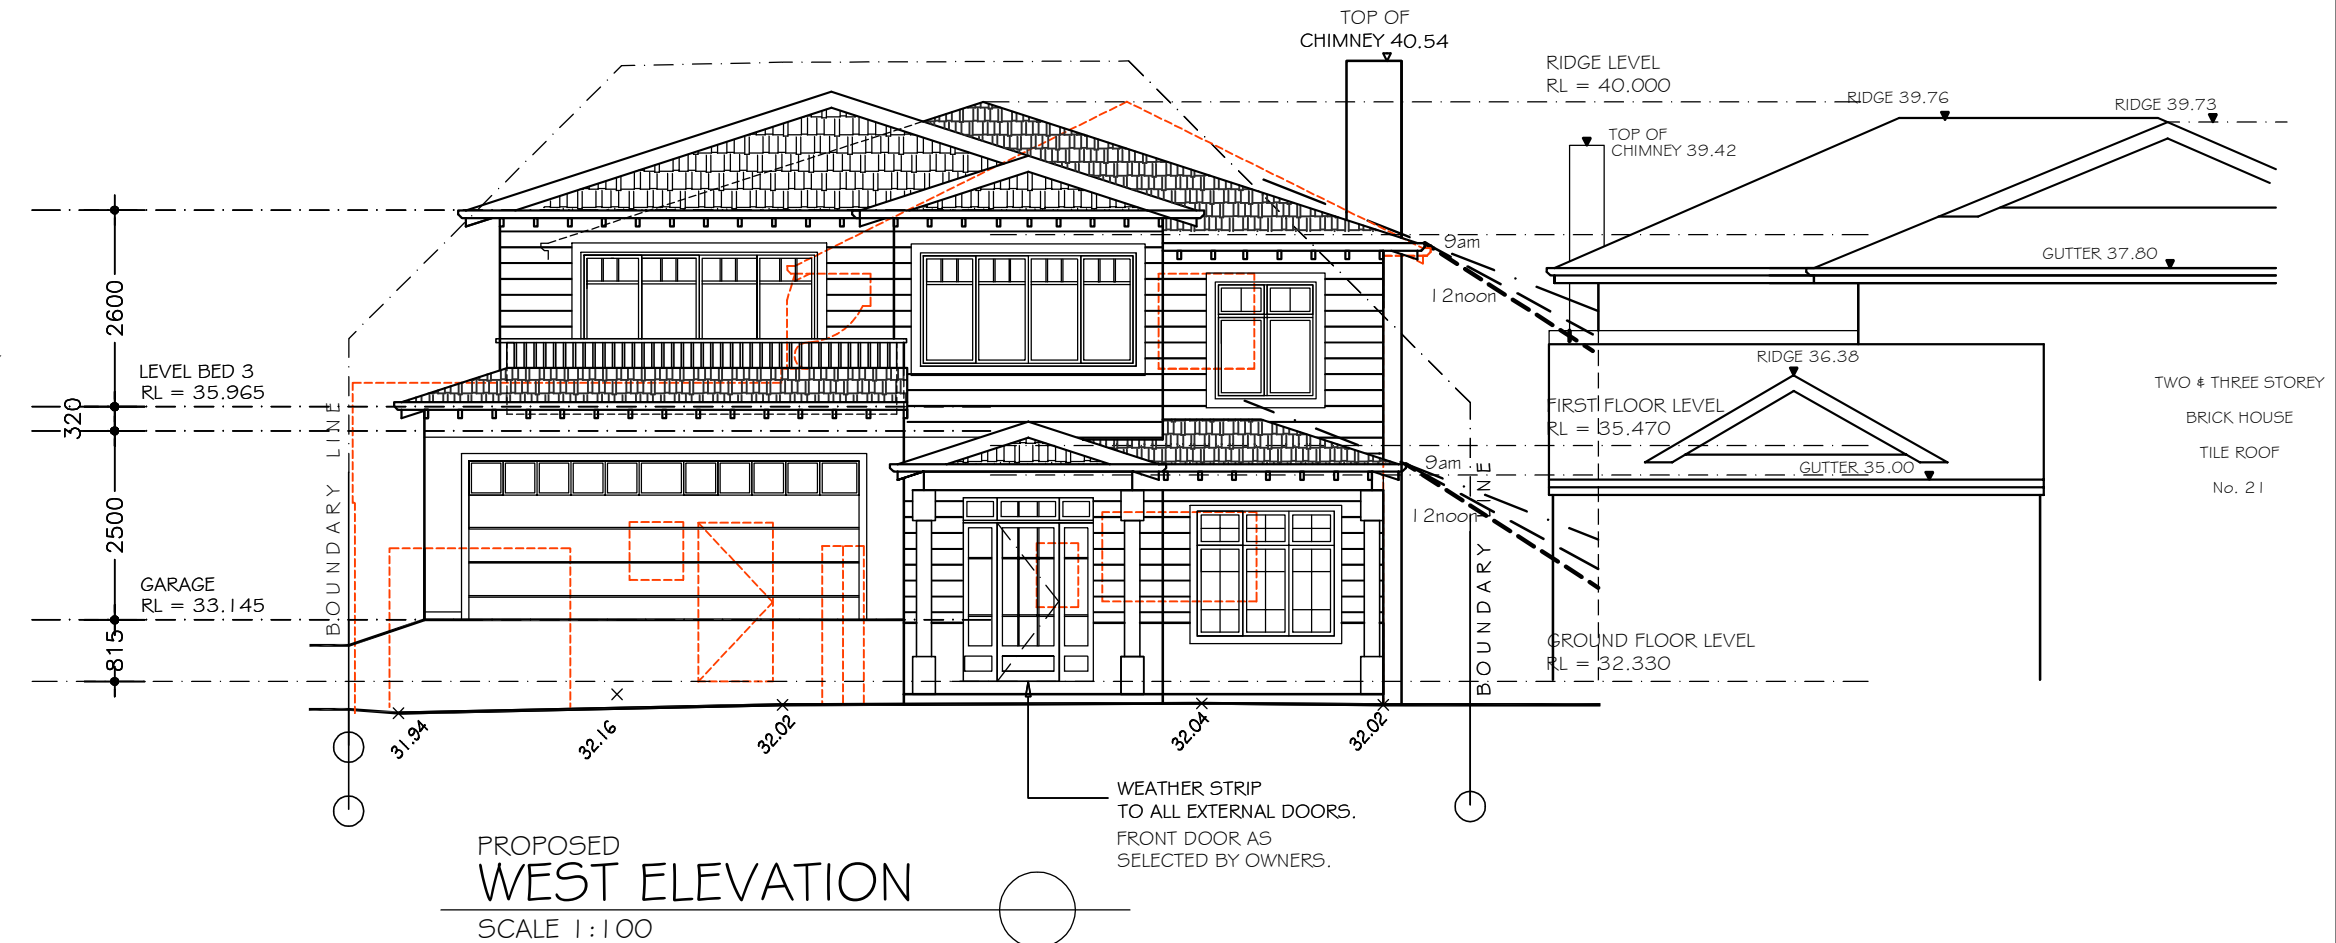 TOP OF
CHIMNEY 40.54
RIDGE LEVEL
RL = 40.000
RIDGE 39.76
RIDGE 39.73
TOP OF
CHIMNEY 39.42
9am
12noon
GUTTER 37.80
2600
LEVEL BED 3
RL = 35.965
320
BOUNDARY LINE
RIDGE 36.38
TWO & THREE STOREY
BRICK HOUSE
TILE ROOF
No. 21
FIRST FLOOR LEVEL
RL = 35.470
GUTTER 35.00
9am
12noon
BOUNDARY LINE
2500
GARAGE
RL = 33.145
815
GROUND FLOOR LEVEL
RL = 32.330
31.94
32.16
32.02
32.04
32.02
WEATHER STRIP
TO ALL EXTERNAL DOORS.
FRONT DOOR AS
SELECTED BY OWNERS.
PROPOSED
WEST ELEVATION
SCALE 1:100